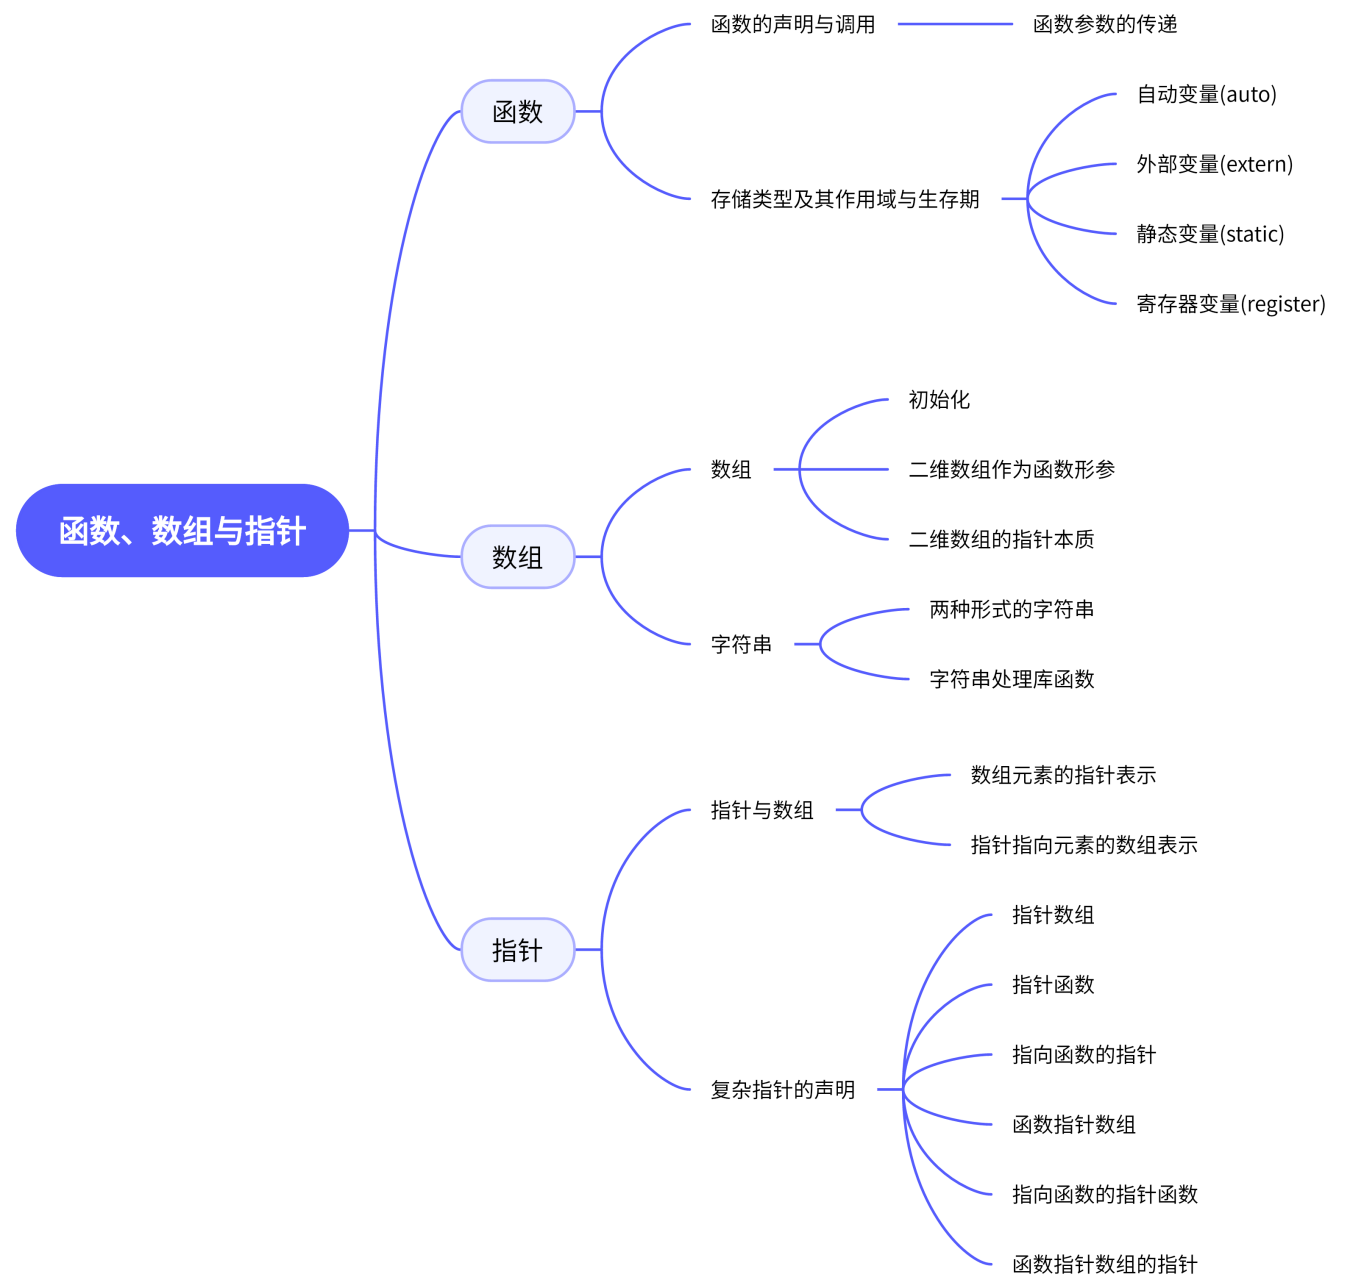 函数、数组与指针
函数
函数的声明与调用
函数参数的传递
存储类型及其作用域与生存期
自动变量(auto)
外部变量(extern)
静态变量(static)
寄存器变量(register)
数组
数组
初始化
二维数组作为函数形参
二维数组的指针本质
字符串
两种形式的字符串
字符串处理库函数
指针
指针与数组
数组元素的指针表示
指针指向元素的数组表示
复杂指针的声明
指针数组
指针函数
指向函数的指针
函数指针数组
指向函数的指针函数
函数指针数组的指针